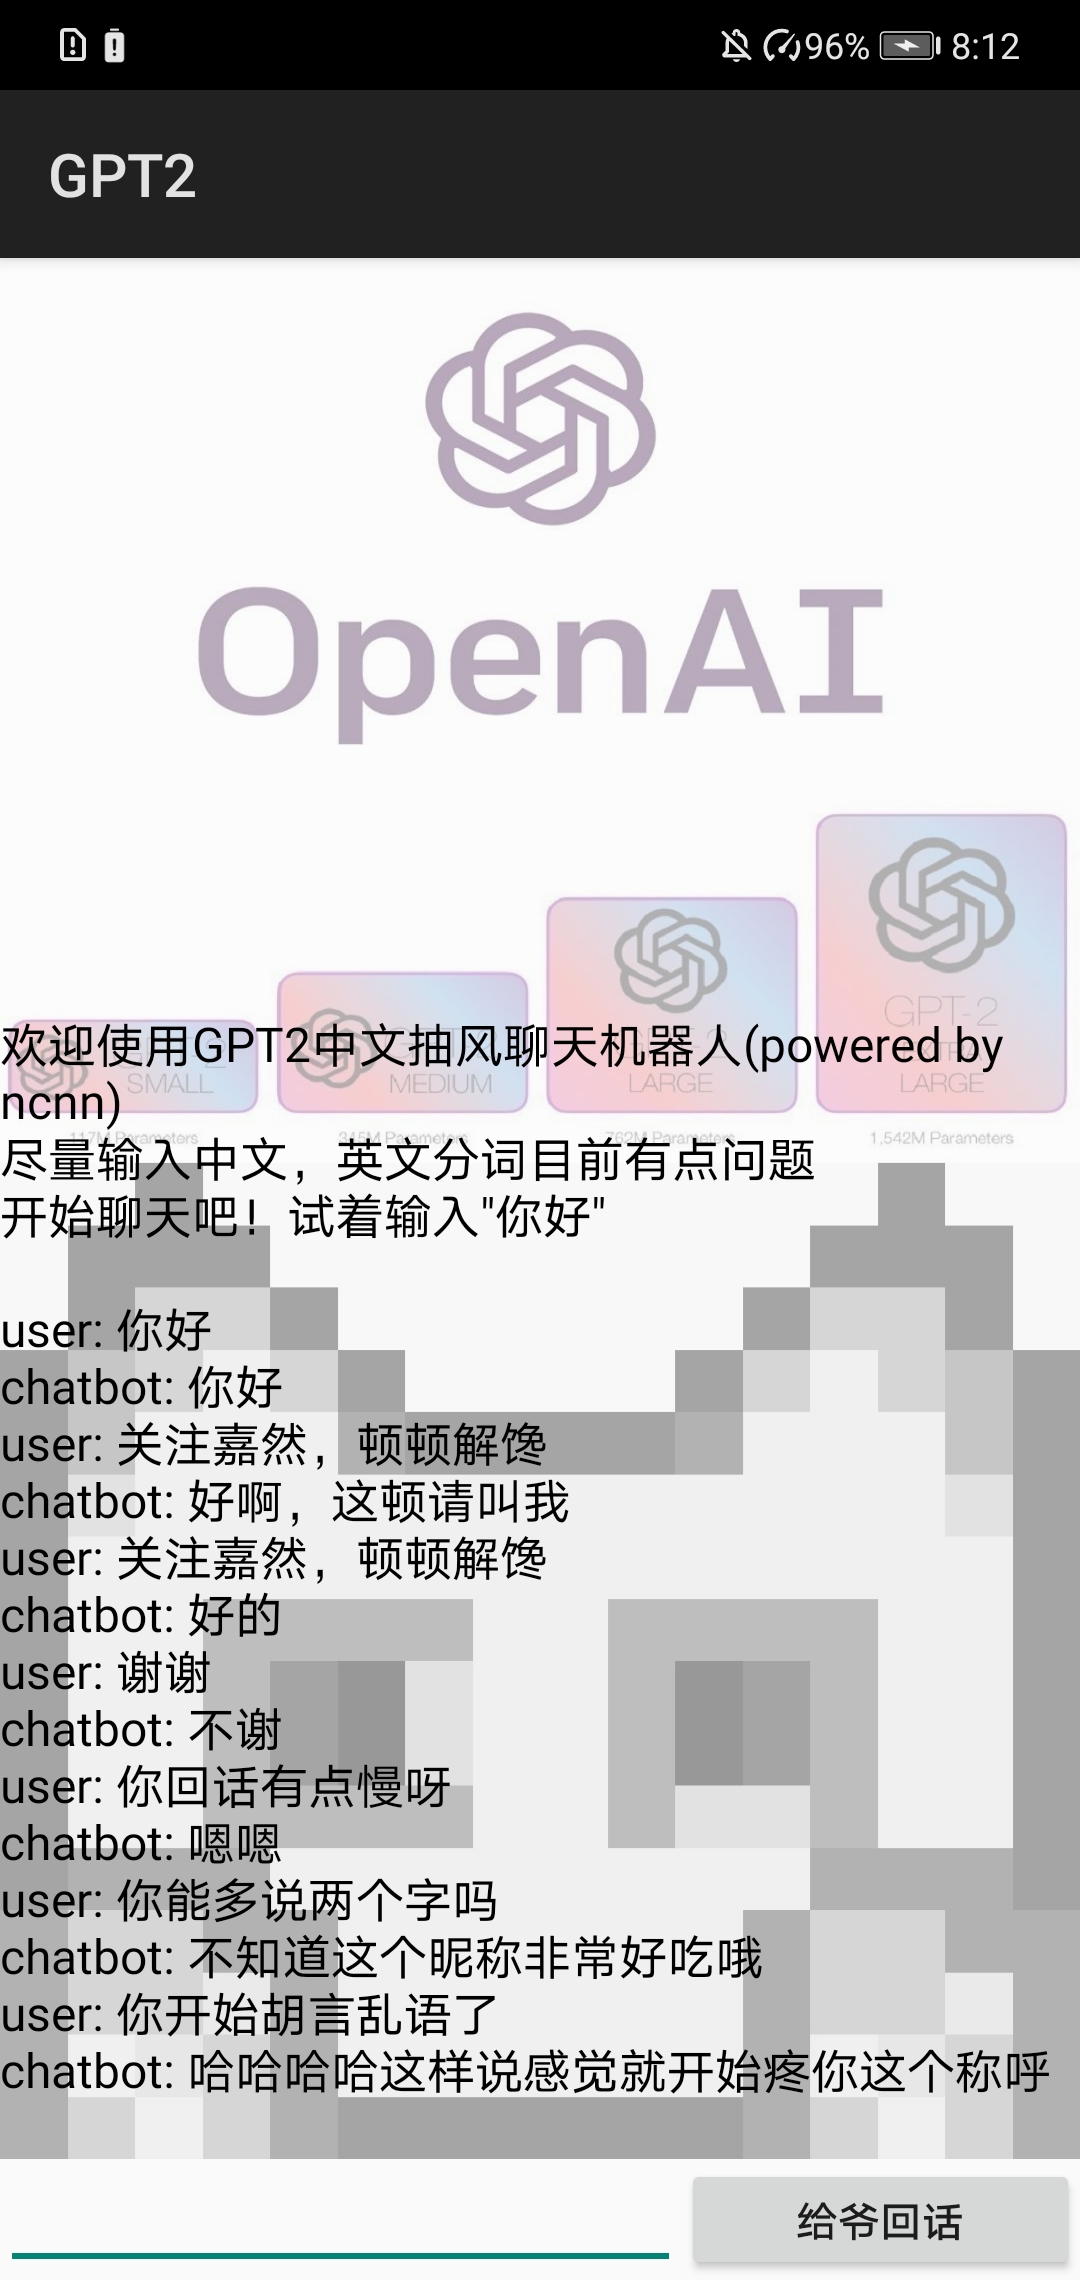 96% 8:12
GPT2
OpenAI
GPT-2
SMALL
MEDIUM
LARGE
EXTRA
LARGE
117M Parameters
345M Parameters
762M Parameters
1,542M Parameters
欢迎使用GPT2中文抽风聊天机器人(powered by
ncnn)
尽量输入中文，英文分词目前有点问题
开始聊天吧！试着输入"你好"
user: 你好
chatbot: 你好
user: 关注嘉然，顿顿解馋
chatbot: 好啊，这顿请叫我
user: 关注嘉然，顿顿解馋
chatbot: 好的
user: 谢谢
chatbot: 不谢
user: 你回话有点慢呀
chatbot: 嗯嗯
user: 你能多说两个字吗
chatbot: 不知道这个昵称非常好吃哦
user: 你开始胡言乱语了
chatbot: 哈哈哈哈这样说感觉就开始疼你这个称呼
给爷回话